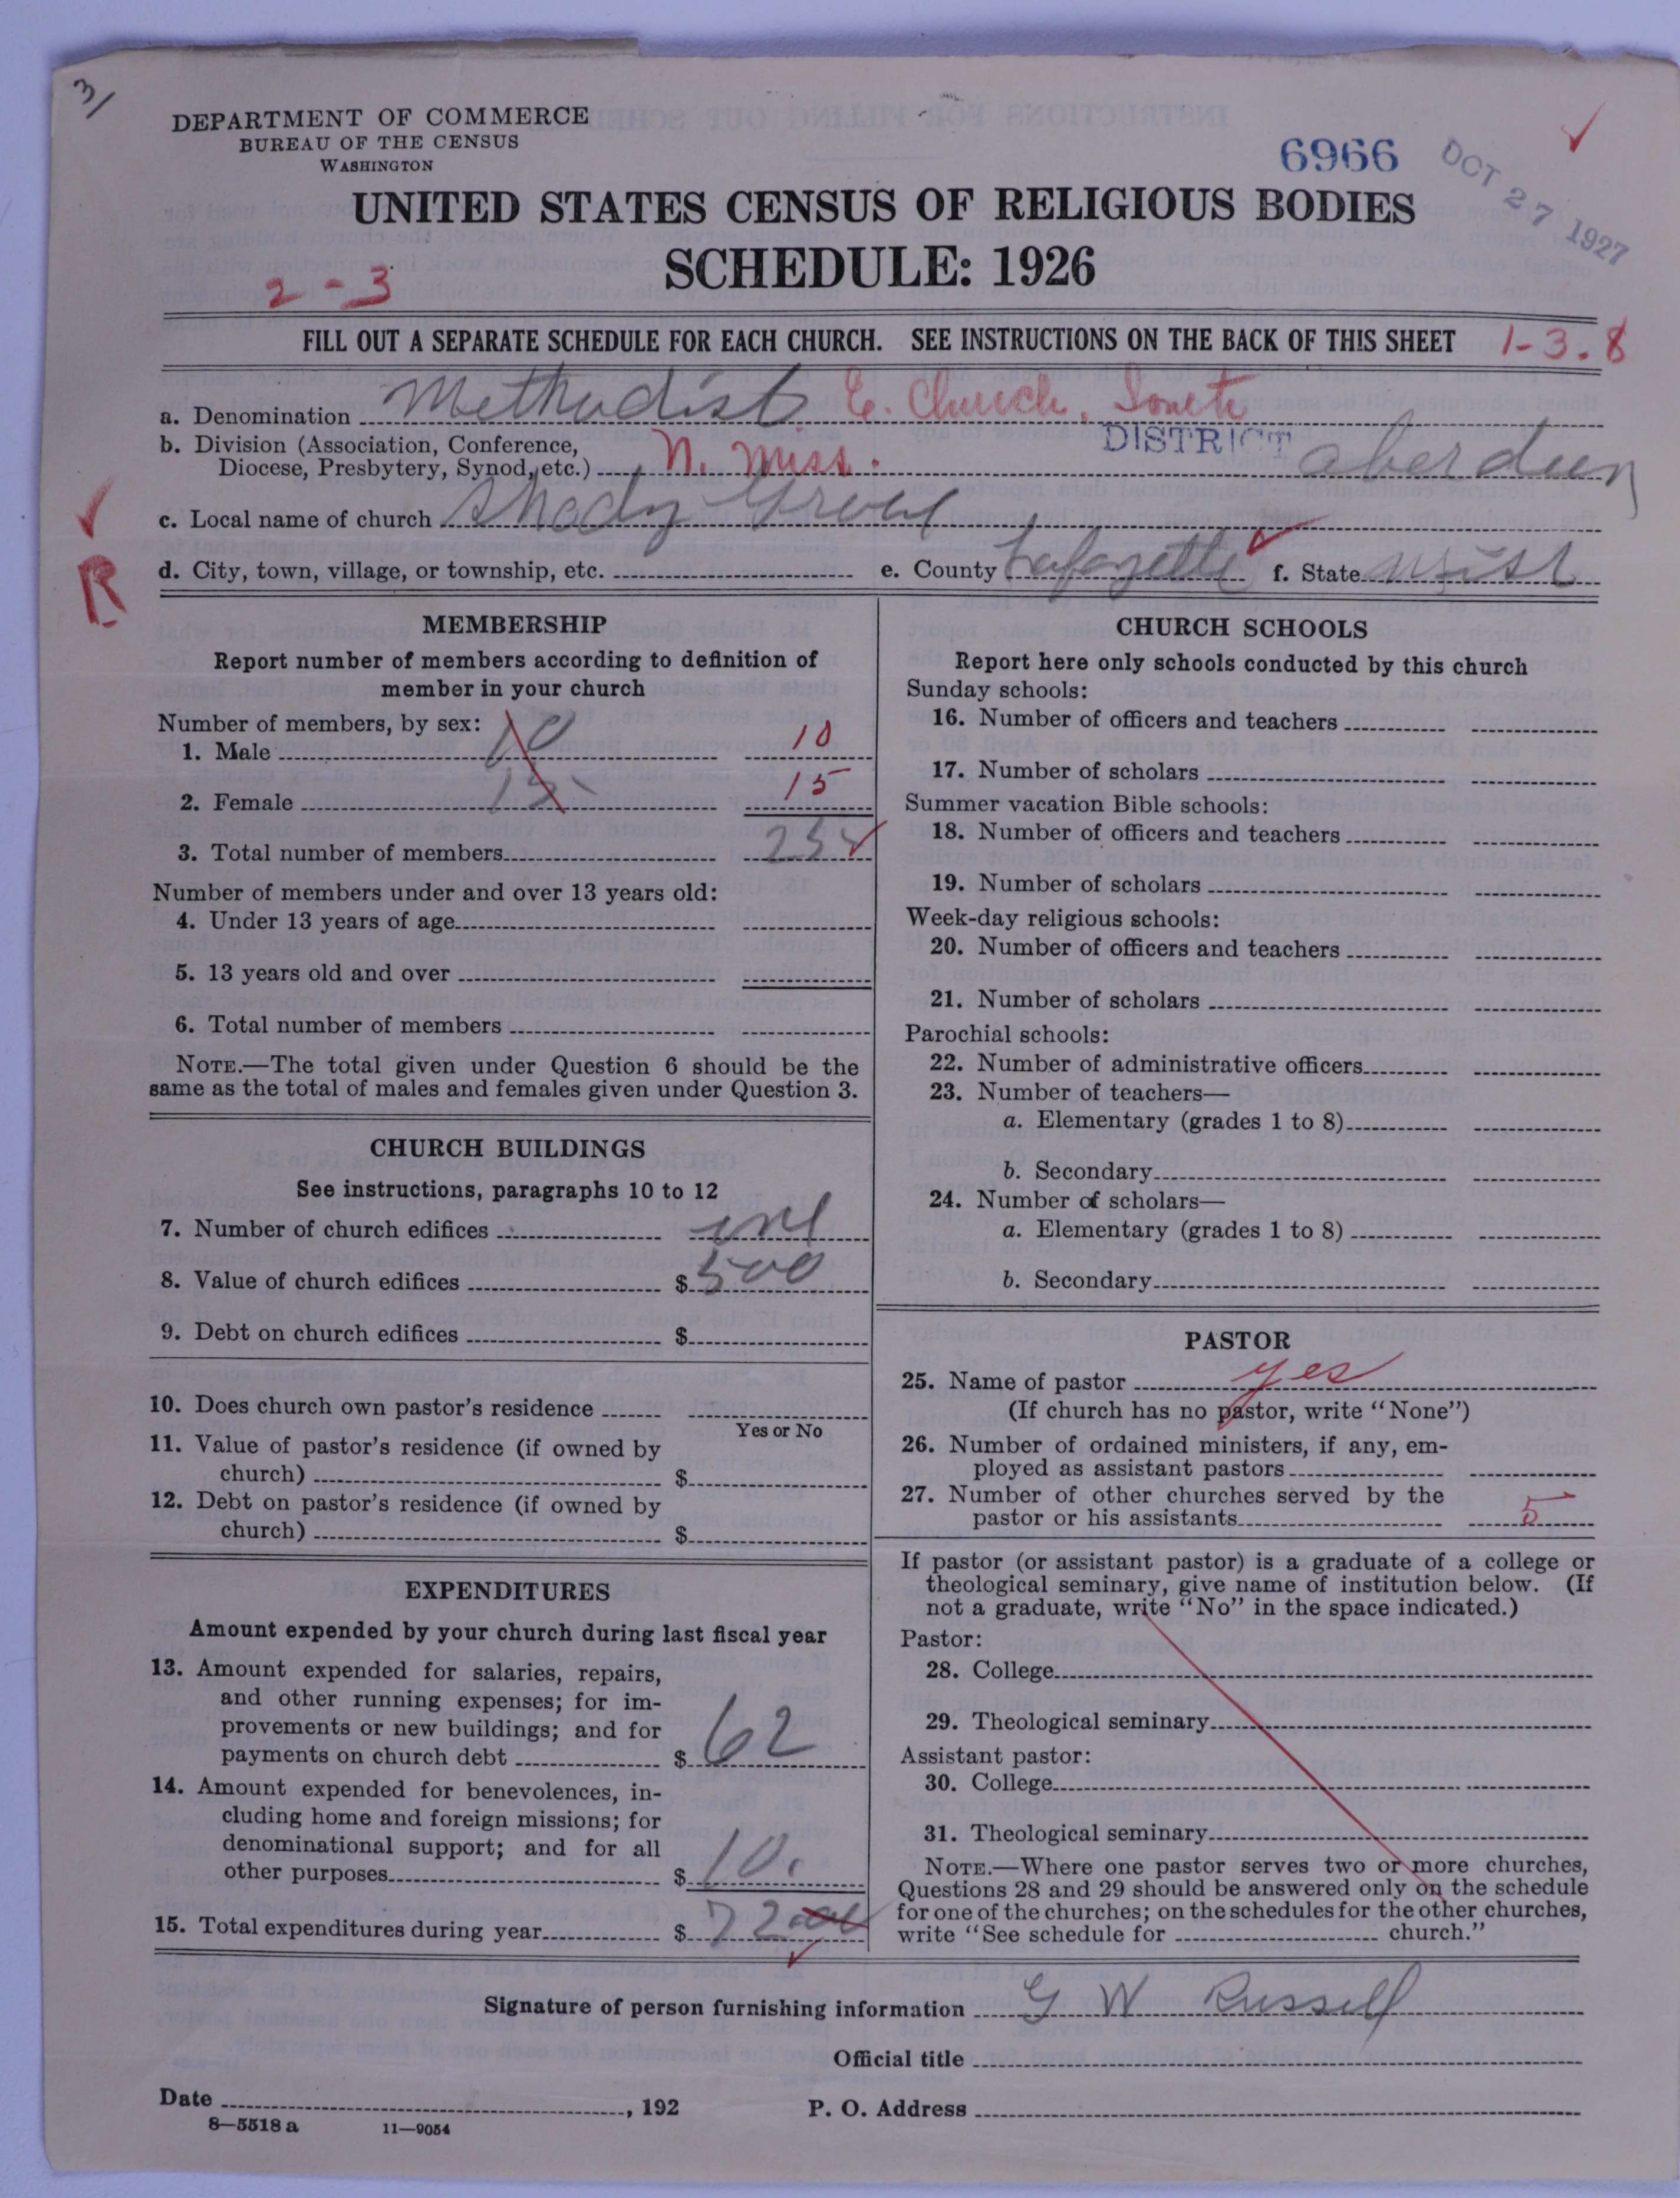 3/
DEPARTMENT OF COMMERCE
BUREAU OF THE CENSUS
WASHINGTON
6966
OCT 27 1927
UNITED STATES CENSUS OF RELIGIOUS BODIES
SCHEDULE: 1926
2-3
FILL OUT A SEPARATE SCHEDULE FOR EACH CHURCH. SEE INSTRUCTIONS ON THE BACK OF THIS SHEET 1-3.8
a. Denomination Methodist E. Church, South
b. Division (Association, Conference,
Diocese, Presbytery, Synod, etc.) N. Miss. DISTRICT Aberdeen
c. Local name of church Shady Grove
d. City, town, village, or township, etc. e. County Lafayette f. State Miss
R
MEMBERSHIP
Report number of members according to definition of
member in your church
Number of members, by sex:
1. Male 10 10
2. Female 15 15
3. Total number of members 25
Number of members under and over 13 years old:
4. Under 13 years of age
5. 13 years old and over
6. Total number of members
NOTE.—The total given under Question 6 should be the
same as the total of males and females given under Question 3.
CHURCH BUILDINGS
See instructions, paragraphs 10 to 12
7. Number of church edifices one
8. Value of church edifices $ 500
9. Debt on church edifices $
10. Does church own pastor's residence
Yes or No
11. Value of pastor's residence (if owned by
church) $
12. Debt on pastor's residence (if owned by
church) $
EXPENDITURES
Amount expended by your church during last fiscal year
13. Amount expended for salaries, repairs,
and other running expenses; for im-
provements or new buildings; and for
payments on church debt $ 62
14. Amount expended for benevolences, in-
cluding home and foreign missions; for
denominational support; and for all
other purposes $ 10.
15. Total expenditures during year $ 72
CHURCH SCHOOLS
Report here only schools conducted by this church
Sunday schools:
16. Number of officers and teachers
17. Number of scholars
Summer vacation Bible schools:
18. Number of officers and teachers
19. Number of scholars
Week-day religious schools:
20. Number of officers and teachers
21. Number of scholars
Parochial schools:
22. Number of administrative officers
23. Number of teachers—
a. Elementary (grades 1 to 8)
b. Secondary
24. Number of scholars—
a. Elementary (grades 1 to 8)
b. Secondary
PASTOR
25. Name of pastor yes
(If church has no pastor, write "None")
26. Number of ordained ministers, if any, em-
ployed as assistant pastors
27. Number of other churches served by the
pastor or his assistants 5
If pastor (or assistant pastor) is a graduate of a college or
theological seminary, give name of institution below. (If
not a graduate, write "No" in the space indicated.)
Pastor:
28. College
29. Theological seminary
Assistant pastor:
30. College
31. Theological seminary
NOTE.—Where one pastor serves two or more churches,
Questions 28 and 29 should be answered only on the schedule
for one of the churches; on the schedules for the other churches,
write "See schedule for church."
Signature of person furnishing information G W Russell
Official title
Date , 192 P. O. Address
8—5518 a 11—9054